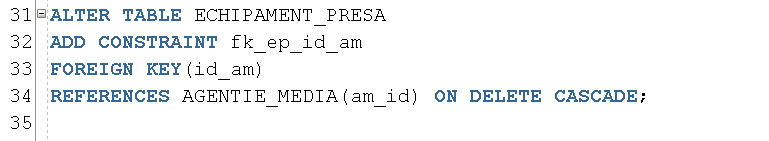 31 ALTER TABLE ECHIPAMENT_PRESA
32 ADD CONSTRAINT fk_ep_id_am
33 FOREIGN KEY(id_am)
34 REFERENCES AGENTIE_MEDIA(am_id) ON DELETE CASCADE;
35